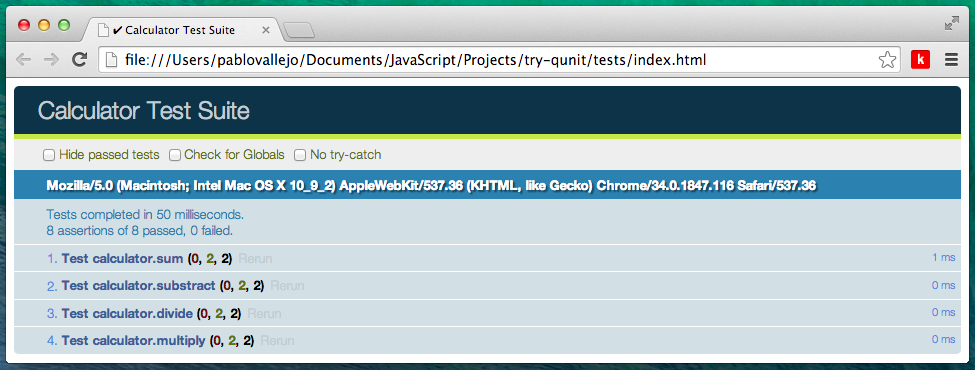 ✔ Calculator Test Suite
file:///Users/pablovallejo/Documents/JavaScript/Projects/try-qunit/tests/index.html
k
Calculator Test Suite
Hide passed tests Check for Globals No try-catch
Mozilla/5.0 (Macintosh; Intel Mac OS X 10_9_2) AppleWebKit/537.36 (KHTML, like Gecko) Chrome/34.0.1847.116 Safari/537.36
Tests completed in 50 milliseconds.
8 assertions of 8 passed, 0 failed.
1. Test calculator.sum (0, 2, 2) Rerun 1 ms
2. Test calculator.substract (0, 2, 2) Rerun 0 ms
3. Test calculator.divide (0, 2, 2) Rerun 0 ms
4. Test calculator.multiply (0, 2, 2) Rerun 0 ms